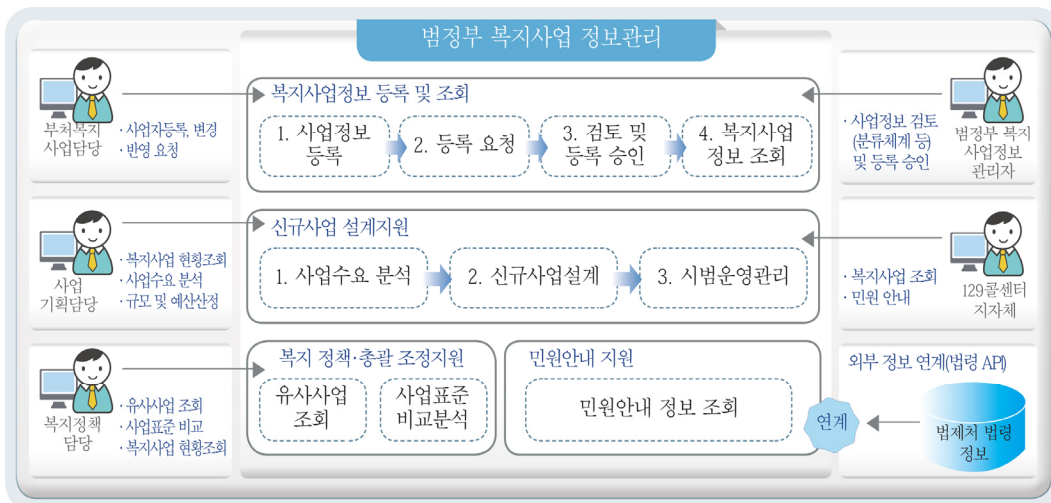 범정부 복지사업 정보관리
부처복지
사업담당
· 사업자등록, 변경
· 반영 요청
사업
기획담당
· 복지사업 현황조회
· 사업수요 분석
· 규모 및 예산산정
복지정책
담당
· 유사사업 조회
· 사업표준 비교
· 복지사업 현황조회
복지사업정보 등록 및 조회
1. 사업정보
등록
2. 등록 요청
3. 검토 및
등록 승인
4. 복지사업
정보 조회
신규사업 설계지원
1. 사업수요 분석
2. 신규사업설계
3. 시범운영관리
복지 정책·총괄 조정지원
유사사업
조회
사업표준
비교분석
민원안내 지원
민원안내 정보 조회
연계
· 사업정보 검토
(분류체계 등)
및 등록 승인
범정부 복지
사업정보
관리자
· 복지사업 조회
· 민원 안내
129콜센터
지자체
외부 정보 연계(법령 API)
법제처 법령
정보